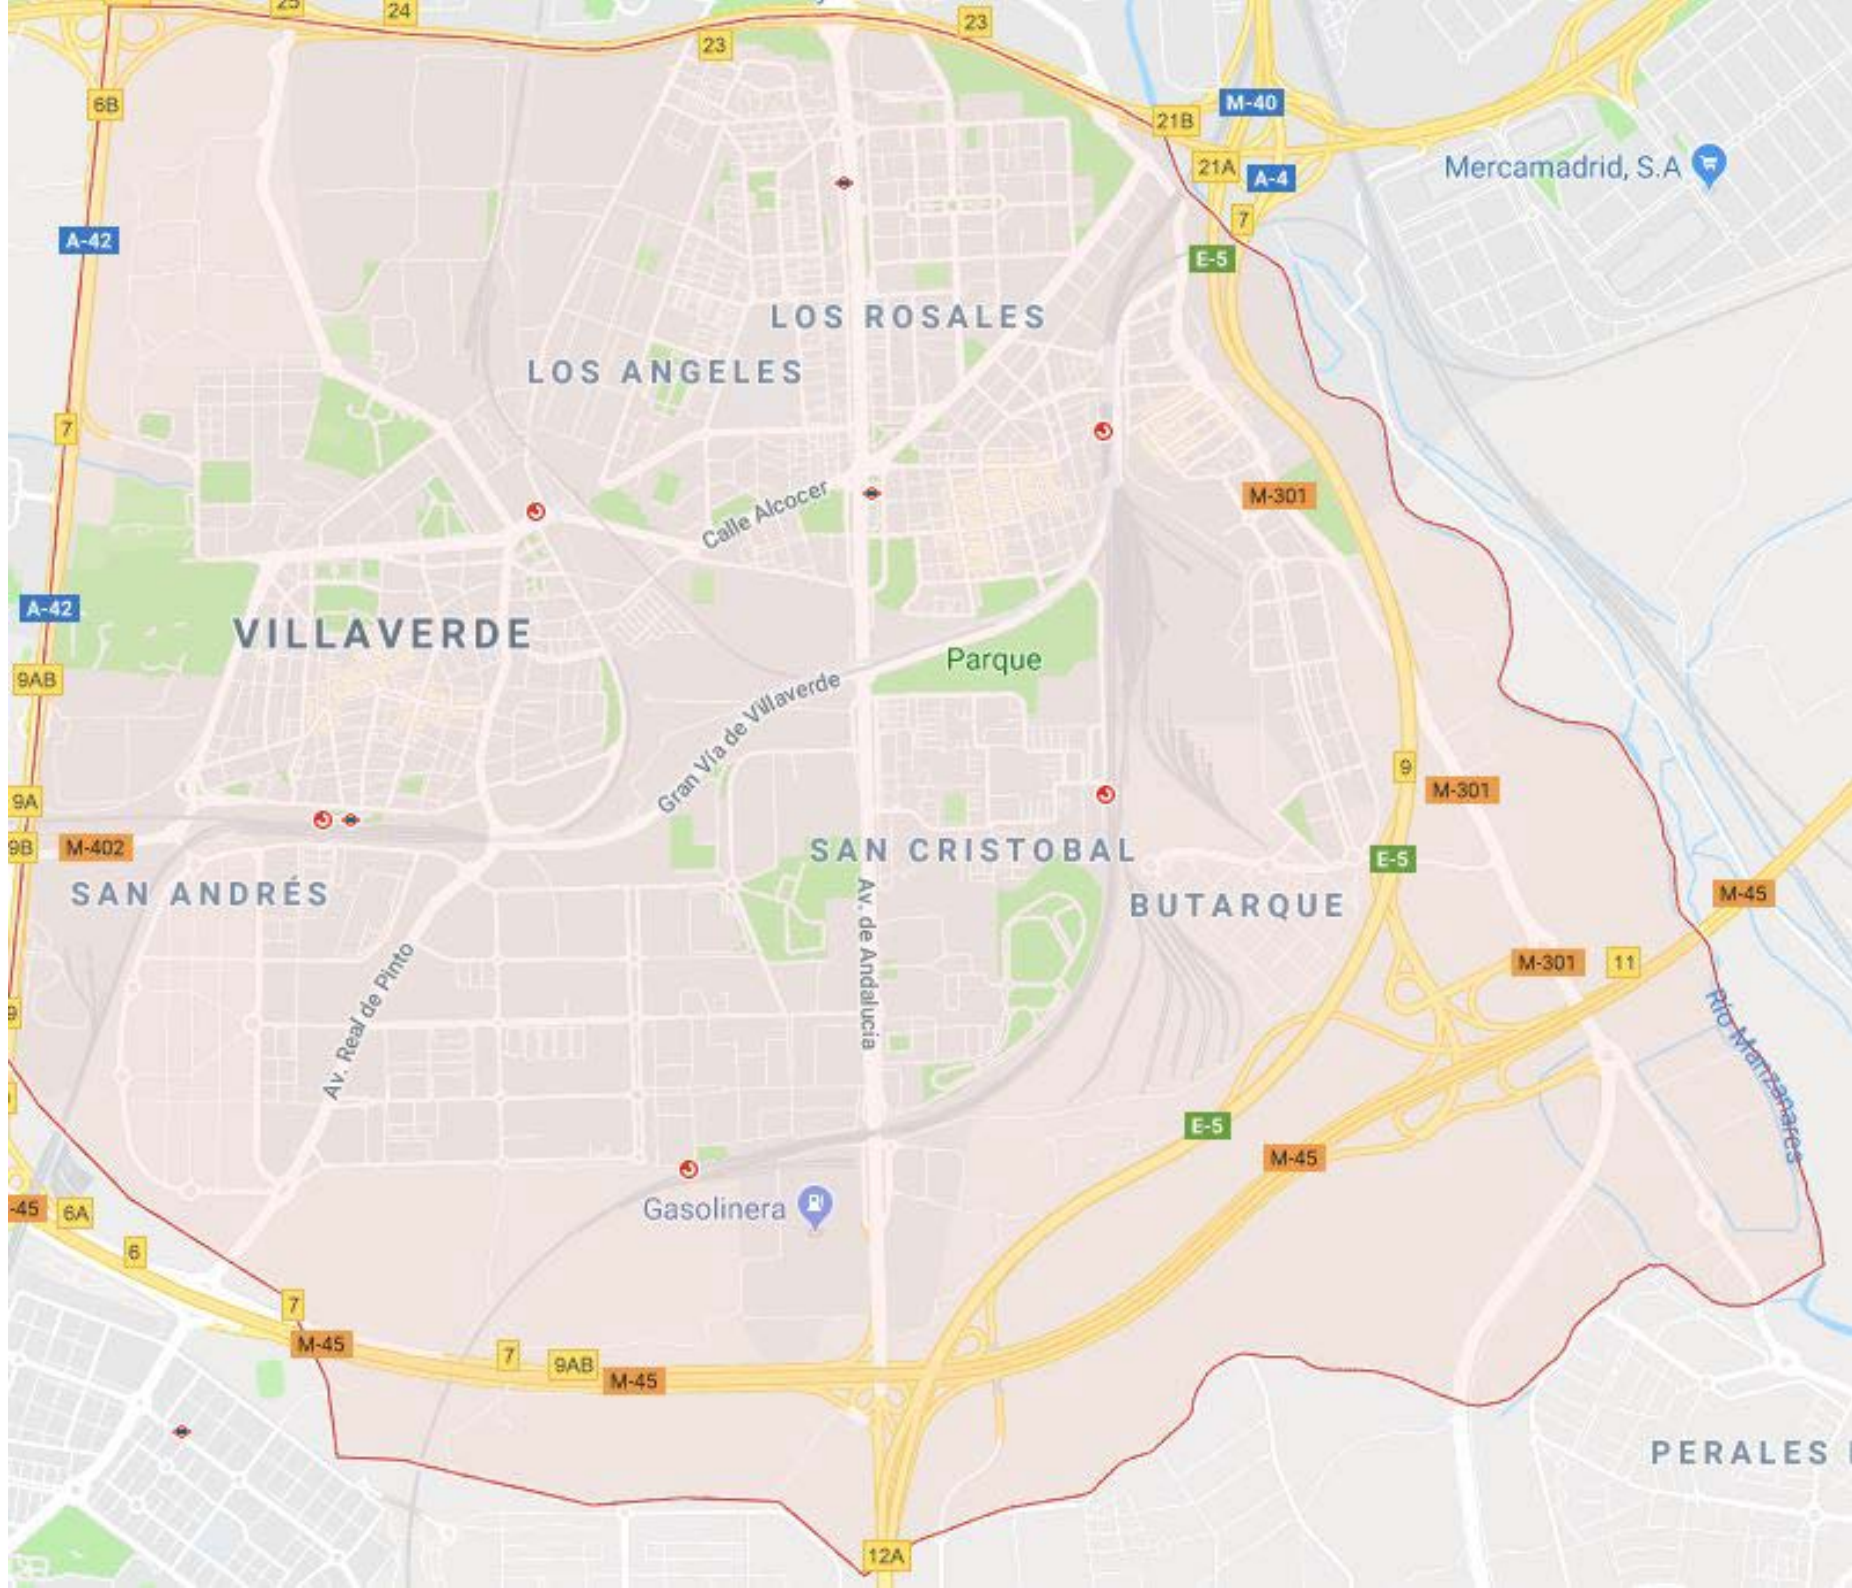 25
24
23
23
6B
21B
M-40
21A
A-4
Mercamadrid, S.A
7
A-42
E-5
LOS ROSALES
LOS ANGELES
7
M-301
Calle Alcocer
A-42
VILLAVERDE
Parque
9AB
Gran Vía de Villaverde
9
M-301
9A
9B
M-402
SAN CRISTOBAL
E-5
SAN ANDRÉS
BUTARQUE
M-45
Av. de Andalucia
Av. Real de Pinto
M-301
11
9
Río Manzanares
E-5
M-45
-45
6A
Gasolinera
6
7
M-45
7
9AB
M-45
PERALES
12A